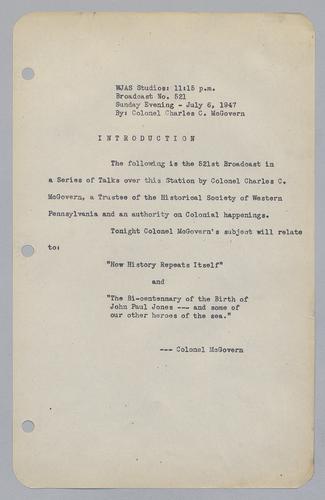 WJAS Studios: 11:15 p.m.
Broadcast No. 521
Sunday Evening - July 6, 1947
By: Colonel Charles C. McGovern
I N T R O D U C T I O N
The following is the 521st Broadcast in
a Series of Talks over this Station by Colonel Charles C.
McGovern, a Trustee of the Historical Society of Western
Pennsylvania and an authority on Colonial happenings.
Tonight Colonel McGovern's subject will relate
to:
"How History Repeats Itself"
and
"The Bi-centennary of the Birth of
John Paul Jones --- and some of
our other heroes of the sea."
--- Colonel McGovern